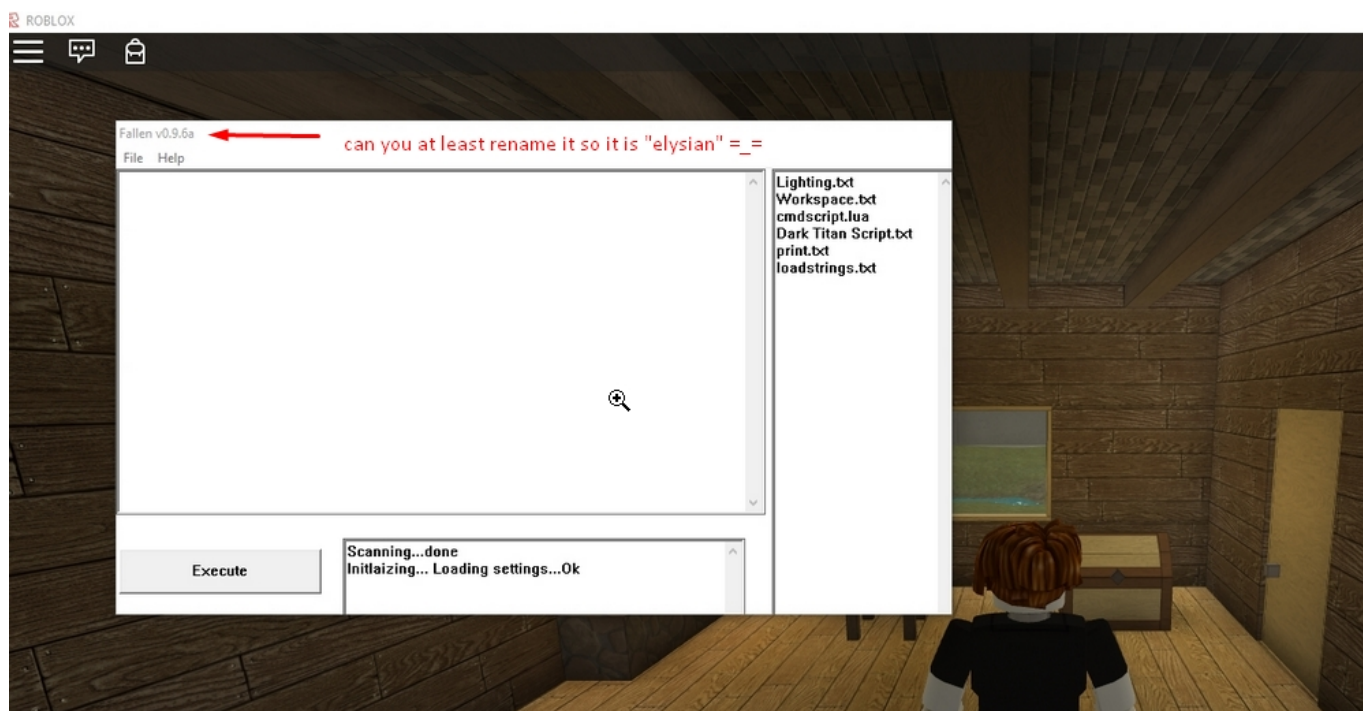 ROBLOX
Fallen v0.9.6a
can you at least rename it so it is "elysian" =_=
File Help
Lighting.txt
Workspace.txt
cmdscript.lua
Dark Titan Script.txt
print.txt
loadstrings.txt
Execute
Scanning...done
Initlaizing... Loading settings...Ok